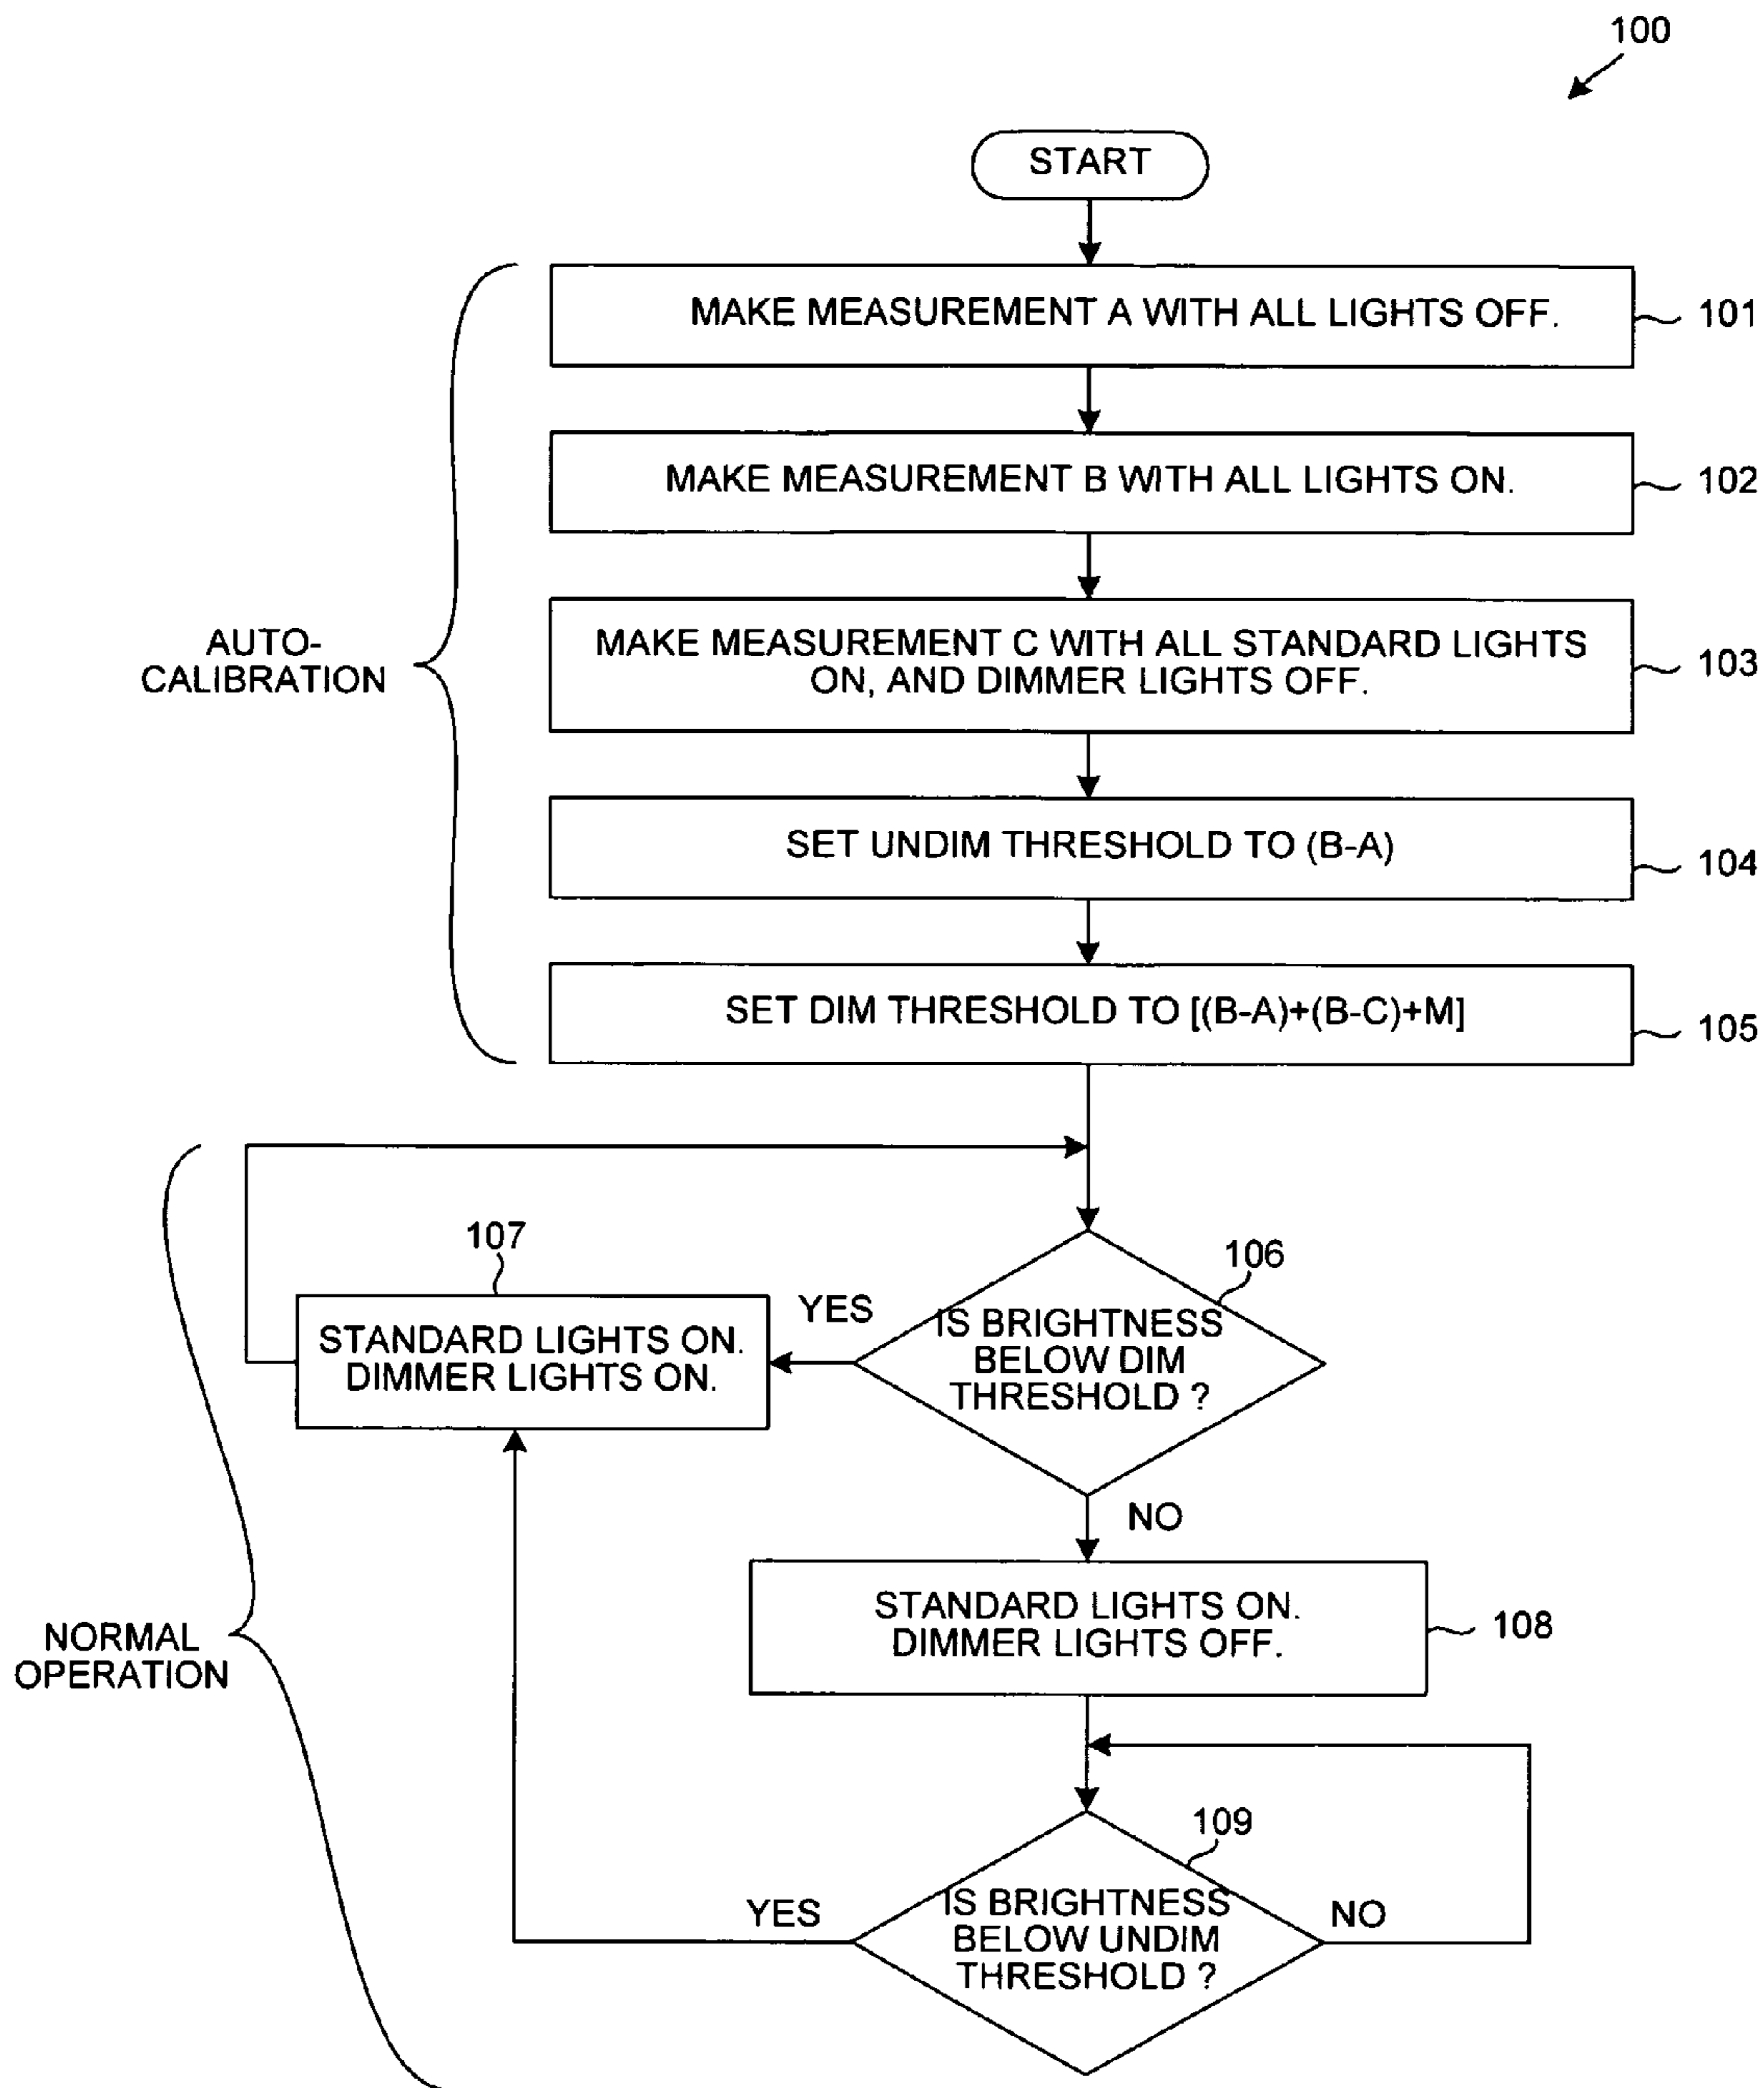 100
START
MAKE MEASUREMENT A WITH ALL LIGHTS OFF.
101
MAKE MEASUREMENT B WITH ALL LIGHTS ON.
102
MAKE MEASUREMENT C WITH ALL STANDARD LIGHTS
ON, AND DIMMER LIGHTS OFF.
103
AUTO-
CALIBRATION
SET UNDIM THRESHOLD TO (B-A)
104
SET DIM THRESHOLD TO [(B-A)+(B-C)+M]
105
107
106
YES
STANDARD LIGHTS ON.
DIMMER LIGHTS ON.
IS BRIGHTNESS
BELOW DIM
THRESHOLD ?
NO
STANDARD LIGHTS ON.
DIMMER LIGHTS OFF.
108
NORMAL
OPERATION
109
YES
IS BRIGHTNESS
BELOW UNDIM
THRESHOLD ?
NO